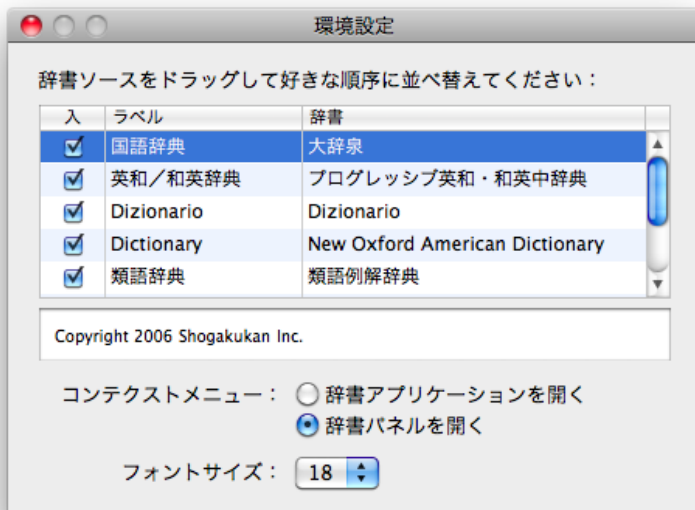 環境設定
辞書ソースをドラッグして好きな順序に並べ替えてください：
入 ラベル 辞書
国語辞典 大辞泉
英和／和英辞典 プログレッシブ英和・和英中辞典
Dizionario Dizionario
Dictionary New Oxford American Dictionary
類語辞典 類語例解辞典
Copyright 2006 Shogakukan Inc.
コンテクストメニュー： 辞書アプリケーションを開く
辞書パネルを開く
フォントサイズ： 18